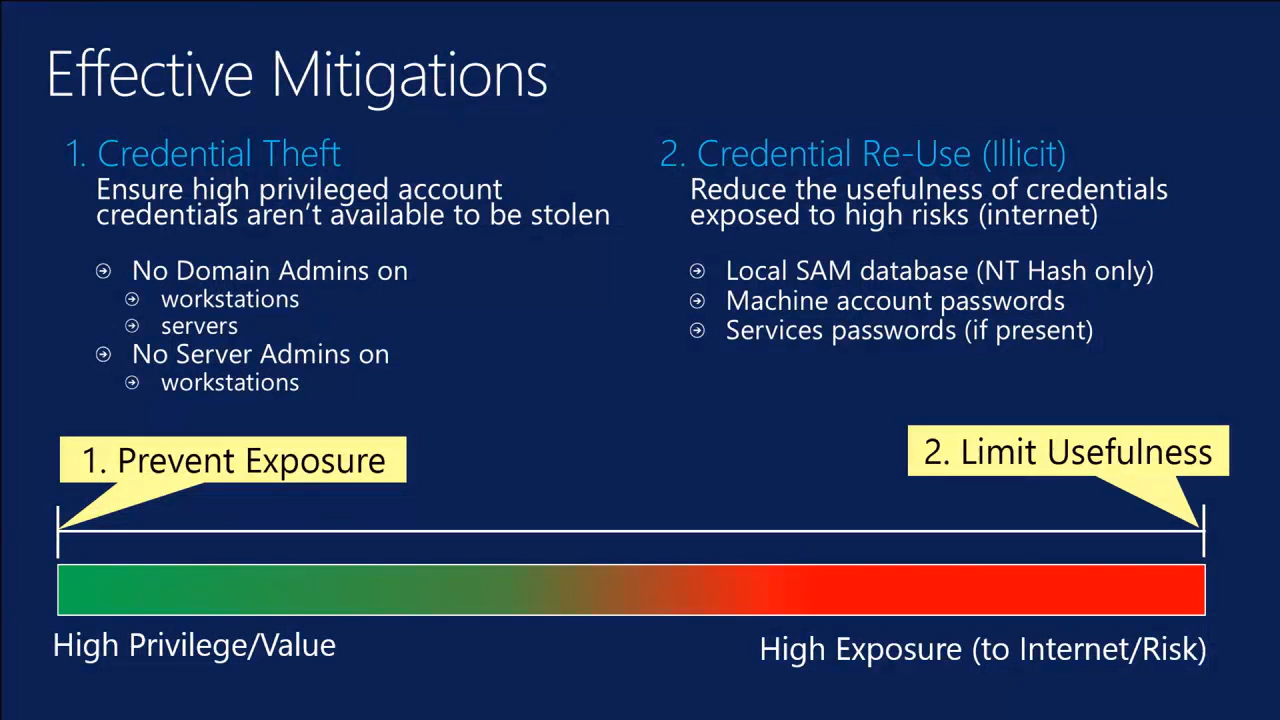 Effective Mitigations
1. Credential Theft
Ensure high privileged account
credentials aren’t available to be stolen
No Domain Admins on
workstations
servers
No Server Admins on
workstations
2. Credential Re-Use (Illicit)
Reduce the usefulness of credentials
exposed to high risks (internet)
Local SAM database (NT Hash only)
Machine account passwords
Services passwords (if present)
1. Prevent Exposure
2. Limit Usefulness
High Privilege/Value
High Exposure (to Internet/Risk)